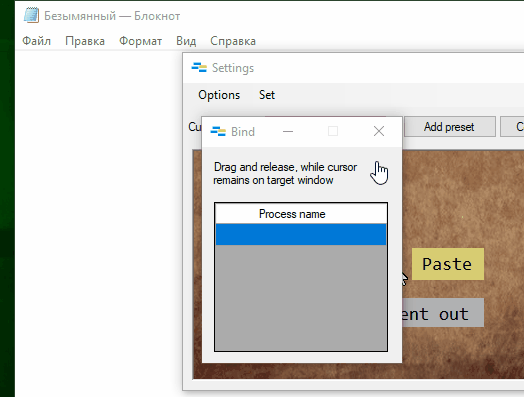 Безымянный — Блокнот
Файл Правка Формат Вид Справка
Settings
Options Set
Add preset
Bind
Drag and release, while cursor
remains on target window
Process name
Paste
ent out